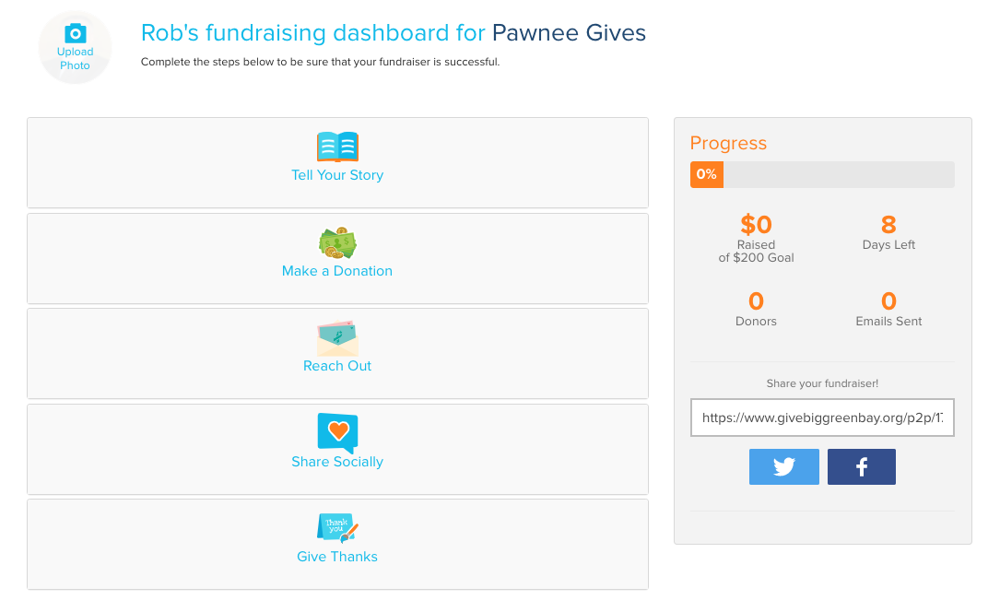 Upload
Photo
Rob's fundraising dashboard for Pawnee Gives
Complete the steps below to be sure that your fundraiser is successful.
Tell Your Story
Make a Donation
Reach Out
Share Socially
Thank
you
Give Thanks
Progress
0%
$0
Raised
of $200 Goal
8
Days Left
0
Donors
0
Emails Sent
Share your fundraiser!
https://www.givebiggreenbay.org/p2p/1